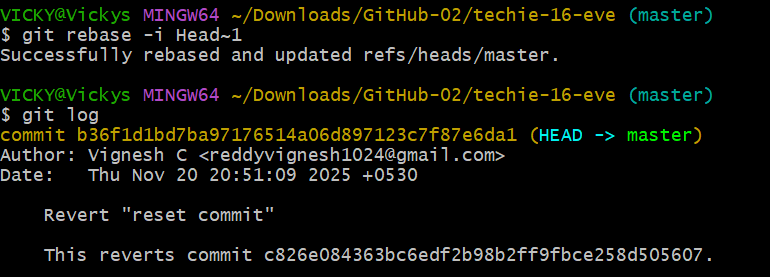 VICKY@Vickys MINGW64 ~/Downloads/GitHub-02/techie-16-eve (master)
$ git rebase -i Head~1
Successfully rebased and updated refs/heads/master.
VICKY@Vickys MINGW64 ~/Downloads/GitHub-02/techie-16-eve (master)
$ git log
commit b36f1d1bd7ba97176514a06d897123c7f87e6da1 (HEAD -> master)
Author: Vignesh C <reddyvignesh1024@gmail.com>
Date:   Thu Nov 20 20:51:09 2025 +0530
    Revert "reset commit"
    This reverts commit c826e084363bc6edf2b98b2ff9fbce258d505607.